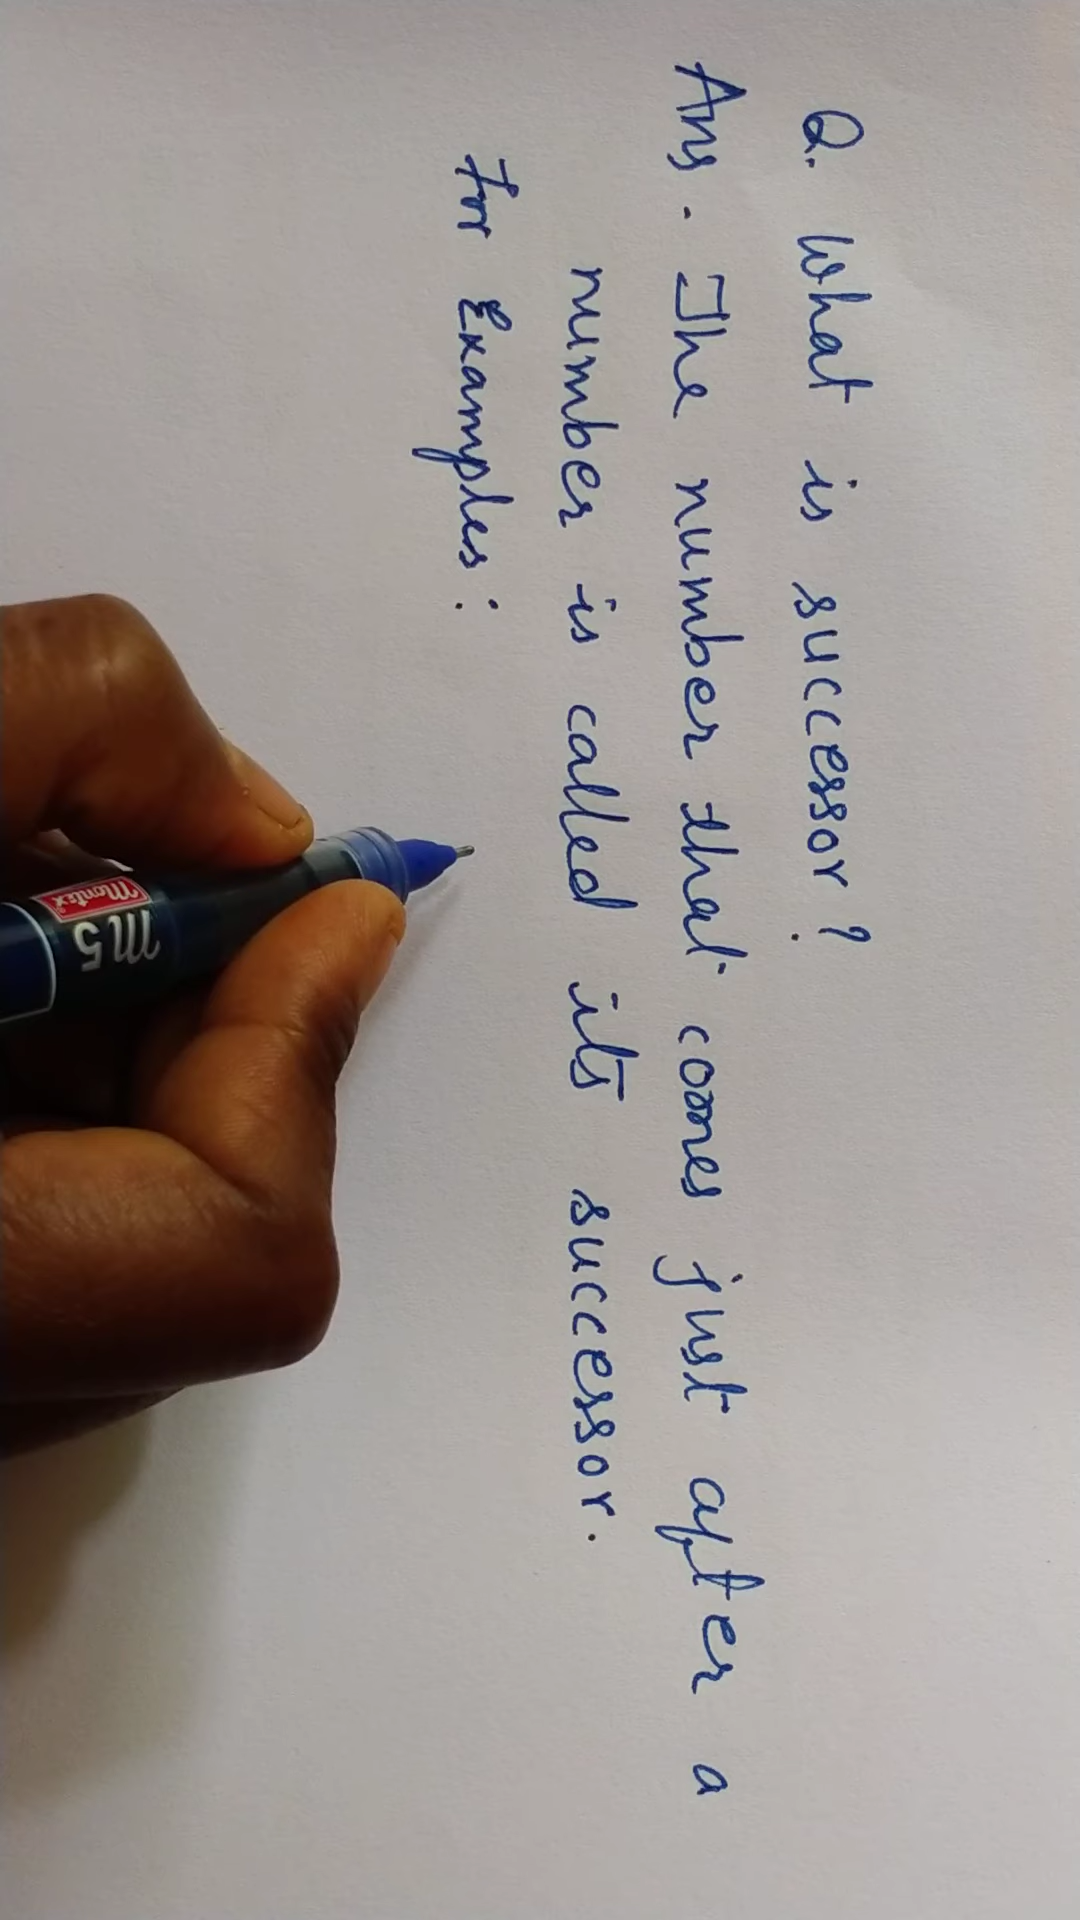 Q. What is successor?
Ans. The number that comes just after a
number is called its successor.
For Examples:
Montex
m5